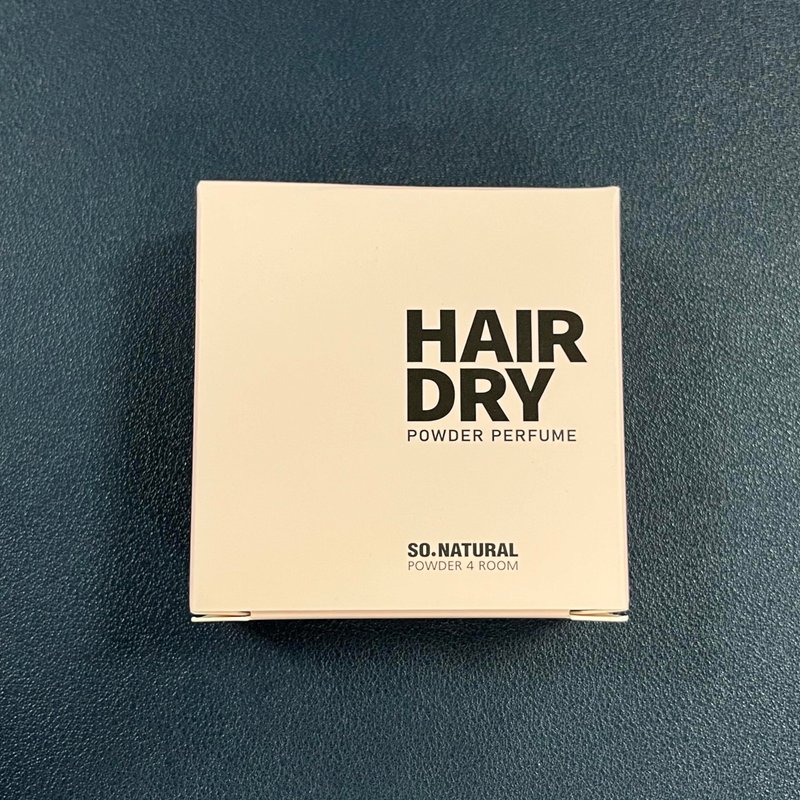 HAIR
DRY
POWDER PERFUME
SO.NATURAL
POWDER 4 ROOM